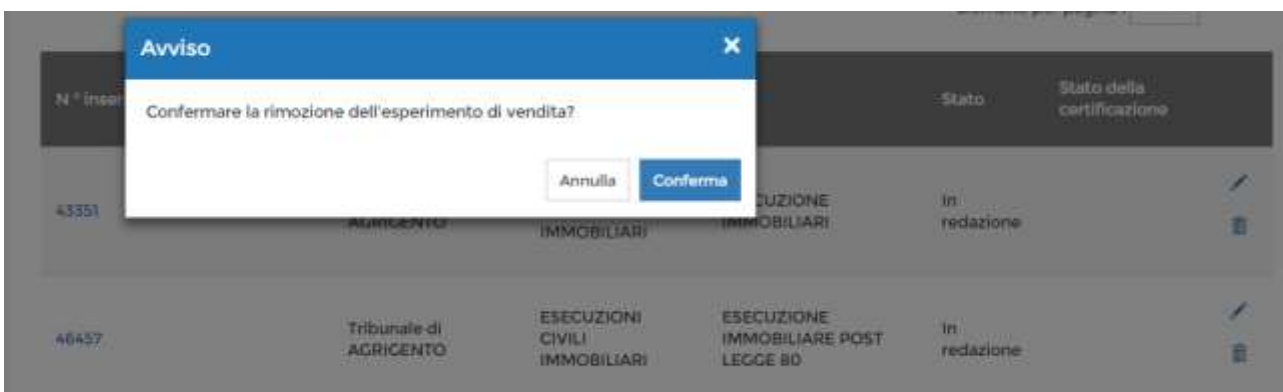 Avviso
×
Confermare la rimozione dell'esperimento di vendita?
Annulla Conferma
N° inser
Stato
Stato della
certificazione
43351
AGRIGENTO
IMMOBILIARI
IMMOBILIARI
In
redazione
46457
Tribunale di
AGRIGENTO
ESECUZIONI
CIVILI
IMMOBILIARI
ESECUZIONE
IMMOBILIARE POST
LEGGE 80
In
redazione